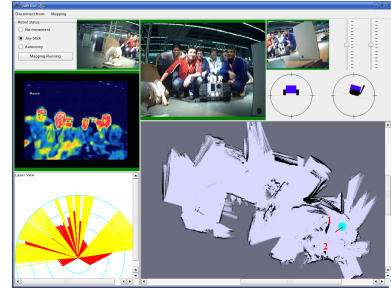 Disconnect from   Mapping
Robot status
No movement
Joy-Stick
Autonomy
Mapping Running
Laser View
1
2